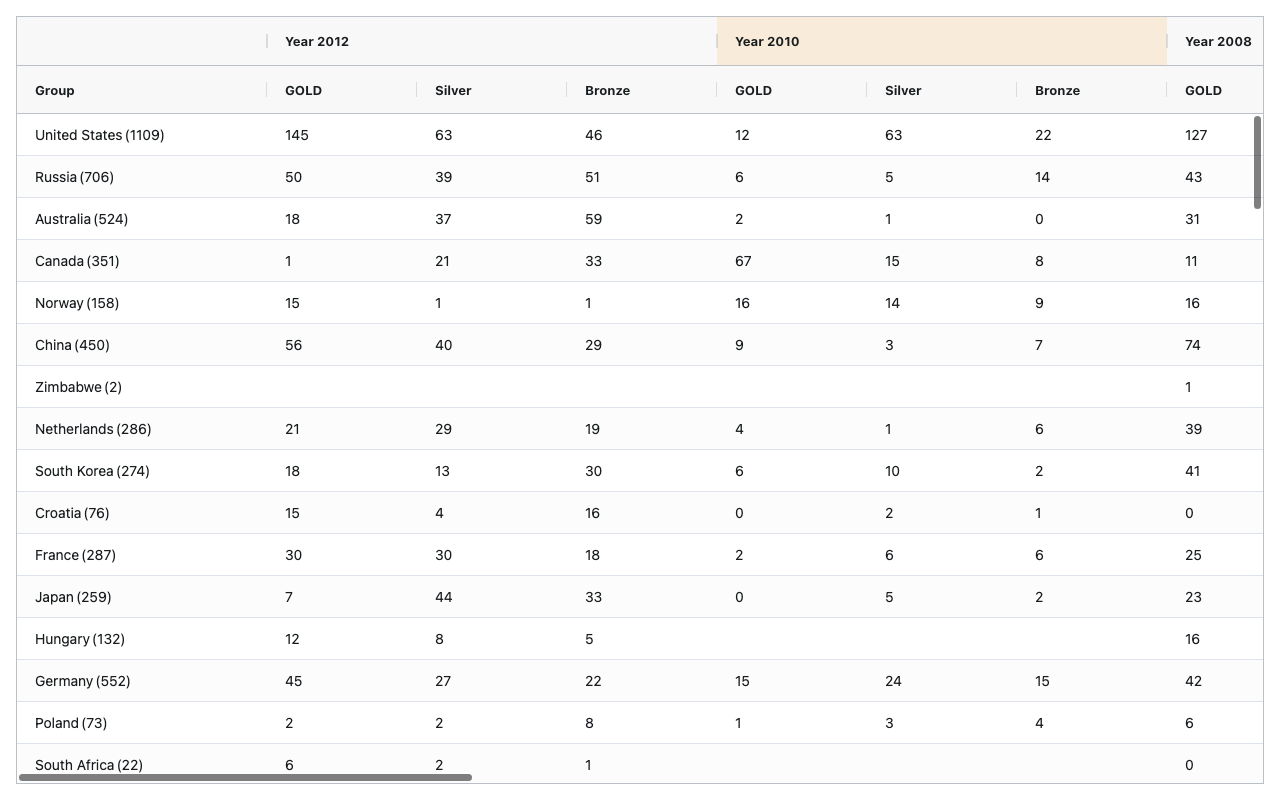 Year 2012 Year 2010 Year 2008
Group GOLD Silver Bronze GOLD Silver Bronze GOLD
United States (1109) 145 63 46 12 63 22 127
Russia (706) 50 39 51 6 5 14 43
Australia (524) 18 37 59 2 1 0 31
Canada (351) 1 21 33 67 15 8 11
Norway (158) 15 1 1 16 14 9 16
China (450) 56 40 29 9 3 7 74
Zimbabwe (2) 1
Netherlands (286) 21 29 19 4 1 6 39
South Korea (274) 18 13 30 6 10 2 41
Croatia (76) 15 4 16 0 2 1 0
France (287) 30 30 18 2 6 6 25
Japan (259) 7 44 33 0 5 2 23
Hungary (132) 12 8 5 16
Germany (552) 45 27 22 15 24 15 42
Poland (73) 2 2 8 1 3 4 6
South Africa (22) 6 2 1 0